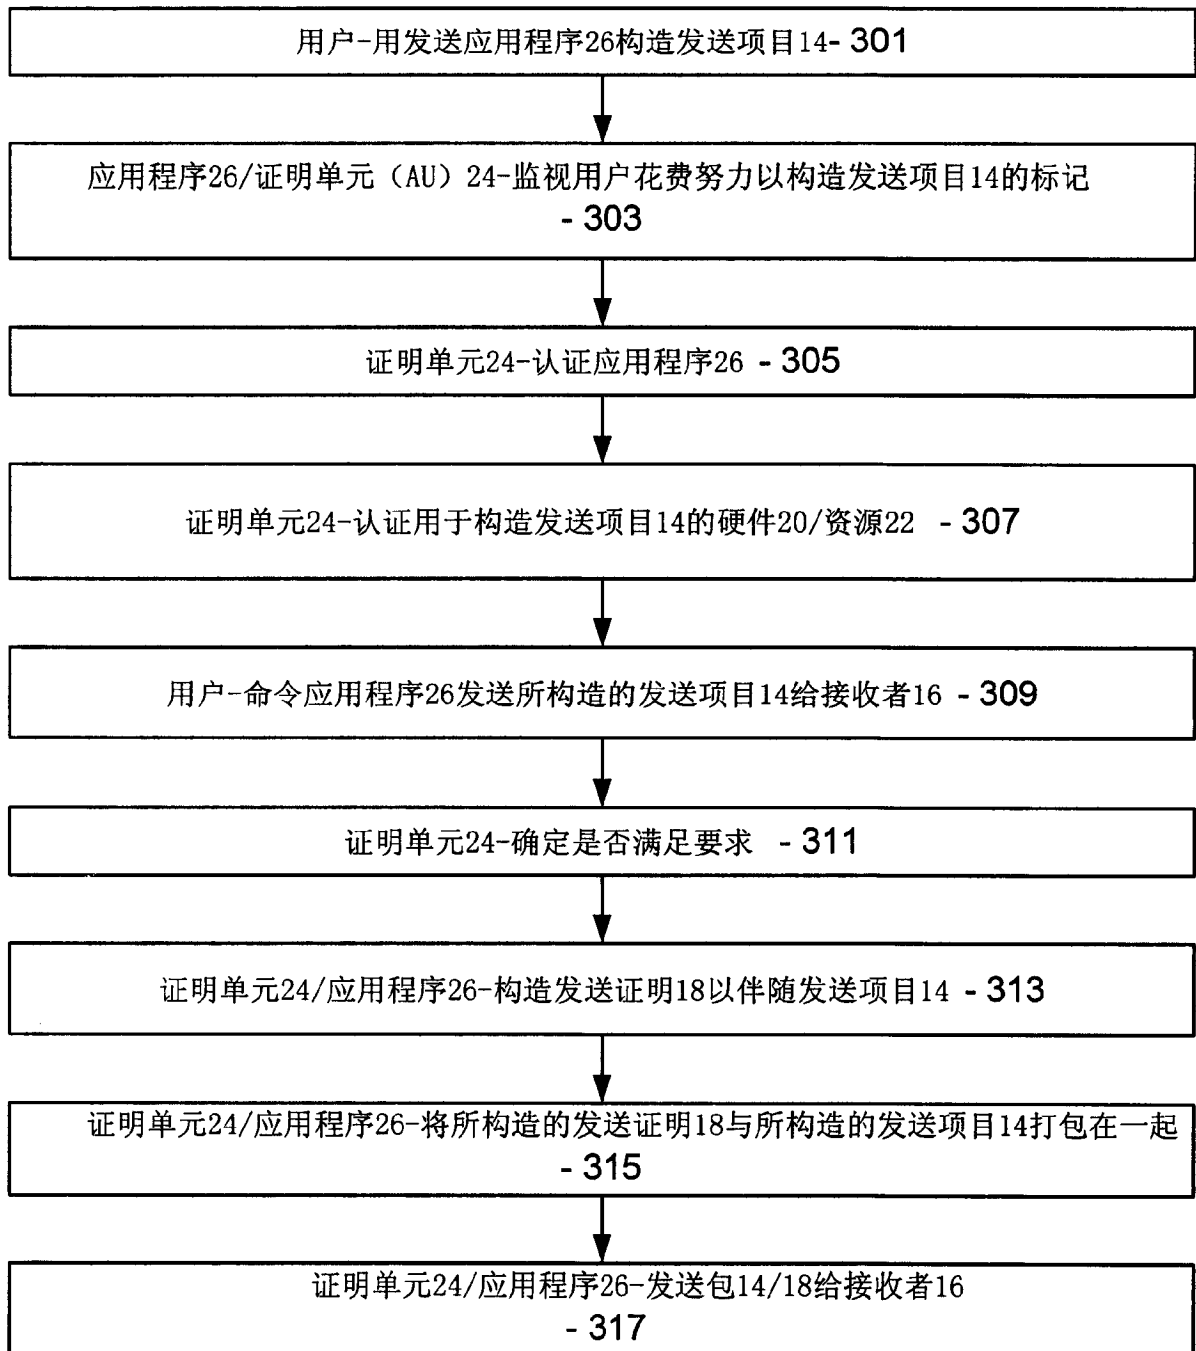 用户-用发送应用程序26构造发送项目14- 301
应用程序26/证明单元（AU）24-监视用户花费努力以构造发送项目14的标记
- 303
证明单元24-认证应用程序26 - 305
证明单元24-认证用于构造发送项目14的硬件20/资源22 - 307
用户-命令应用程序26发送所构造的发送项目14给接收者16 - 309
证明单元24-确定是否满足要求 - 311
证明单元24/应用程序26-构造发送证明18以伴随发送项目14 - 313
证明单元24/应用程序26-将所构造的发送证明18与所构造的发送项目14打包在一起
- 315
证明单元24/应用程序26-发送包14/18给接收者16
- 317